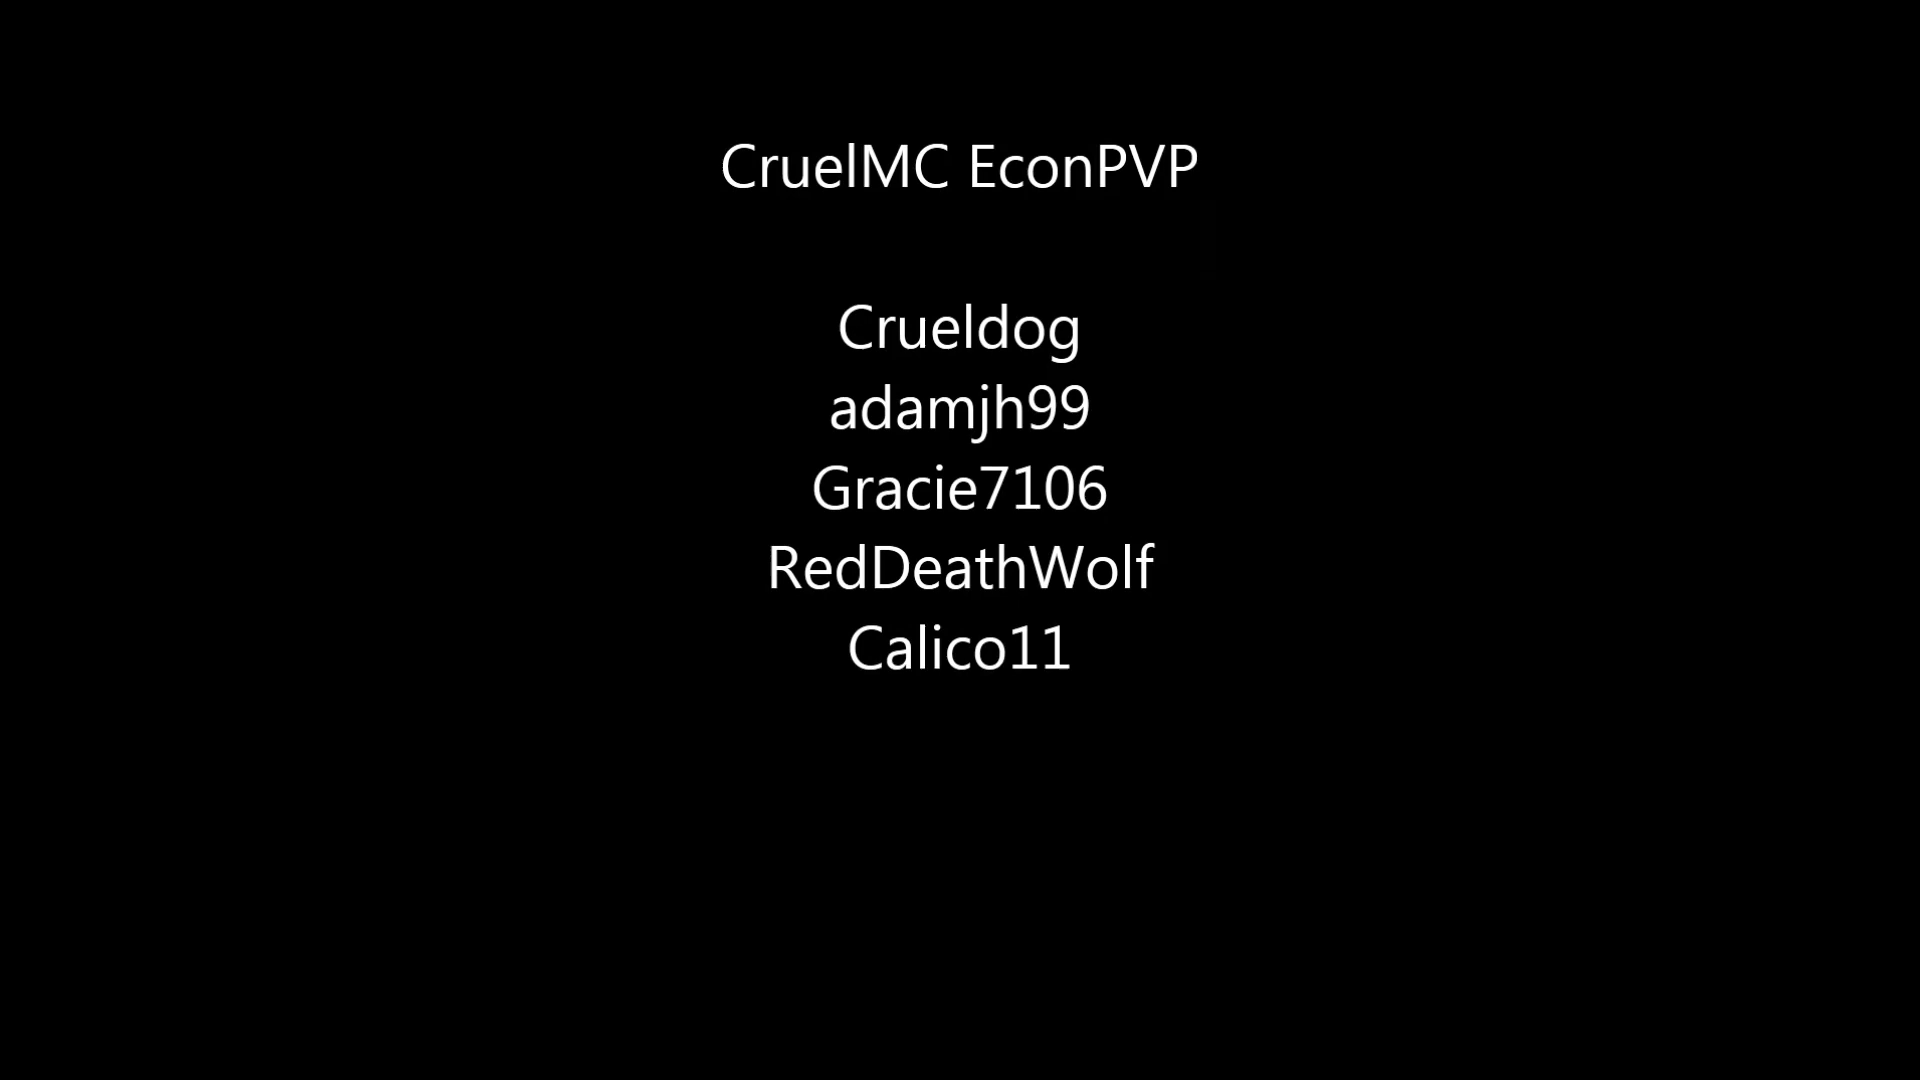 CruelMC EconPVP
Crueldog
adamjh99
Gracie7106
RedDeathWolf
Calico11